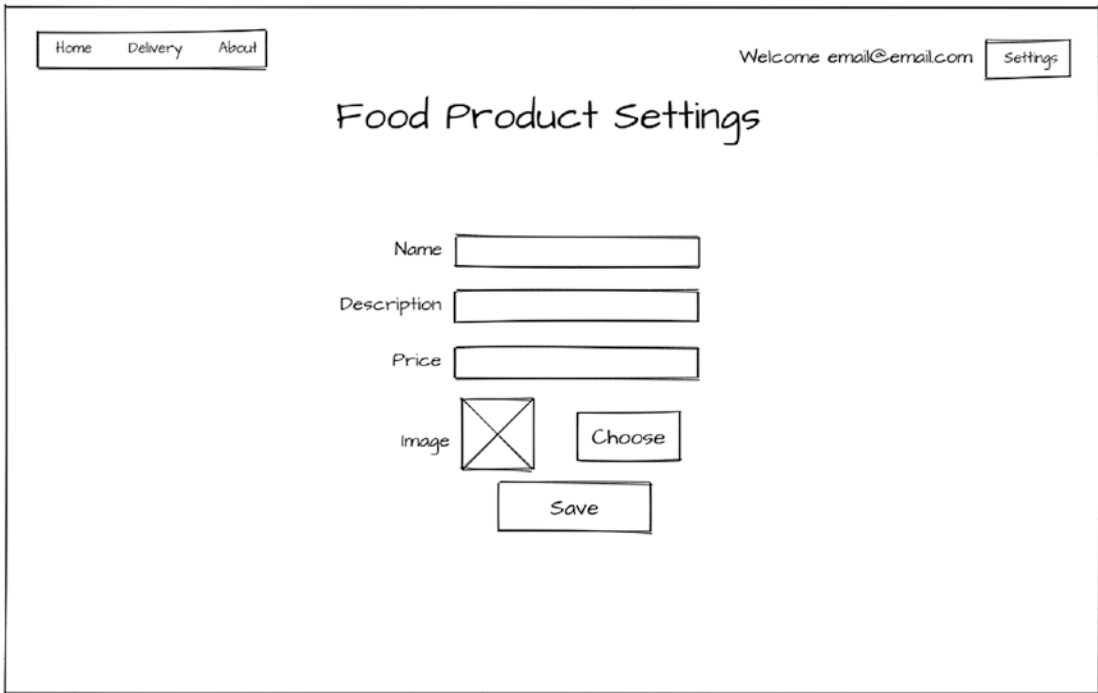 Home Delivery About
Welcome email@email.com Settings
Food Product Settings
Name
Description
Price
Image Choose
Save